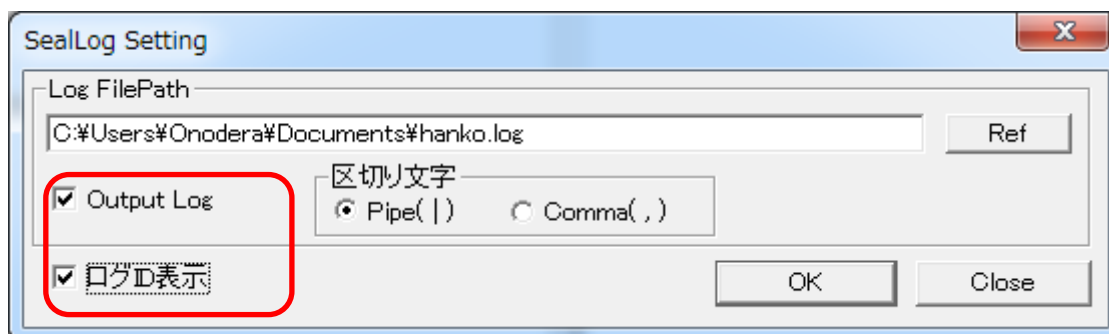 SealLog Setting
Log FilePath
C:¥Users¥Onodera¥Documents¥hanko.log
Ref
Output Log
区切り文字
Pipe( | )
Comma( , )
ログID表示
OK
Close